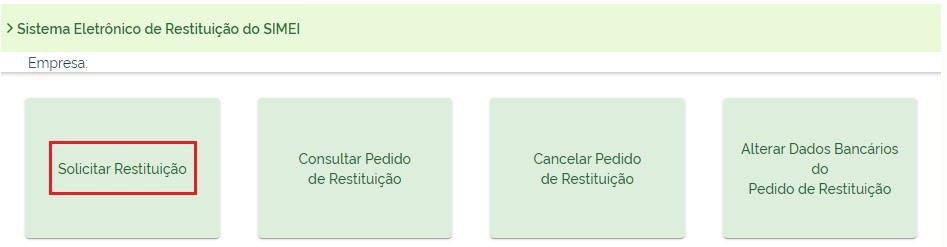 > Sistema Eletrônico de Restituição do SIMEI
Empresa:
Solicitar Restituição
Consultar Pedido
de Restituição
Cancelar Pedido
de Restituição
Alterar Dados Bancários
do
Pedido de Restituição